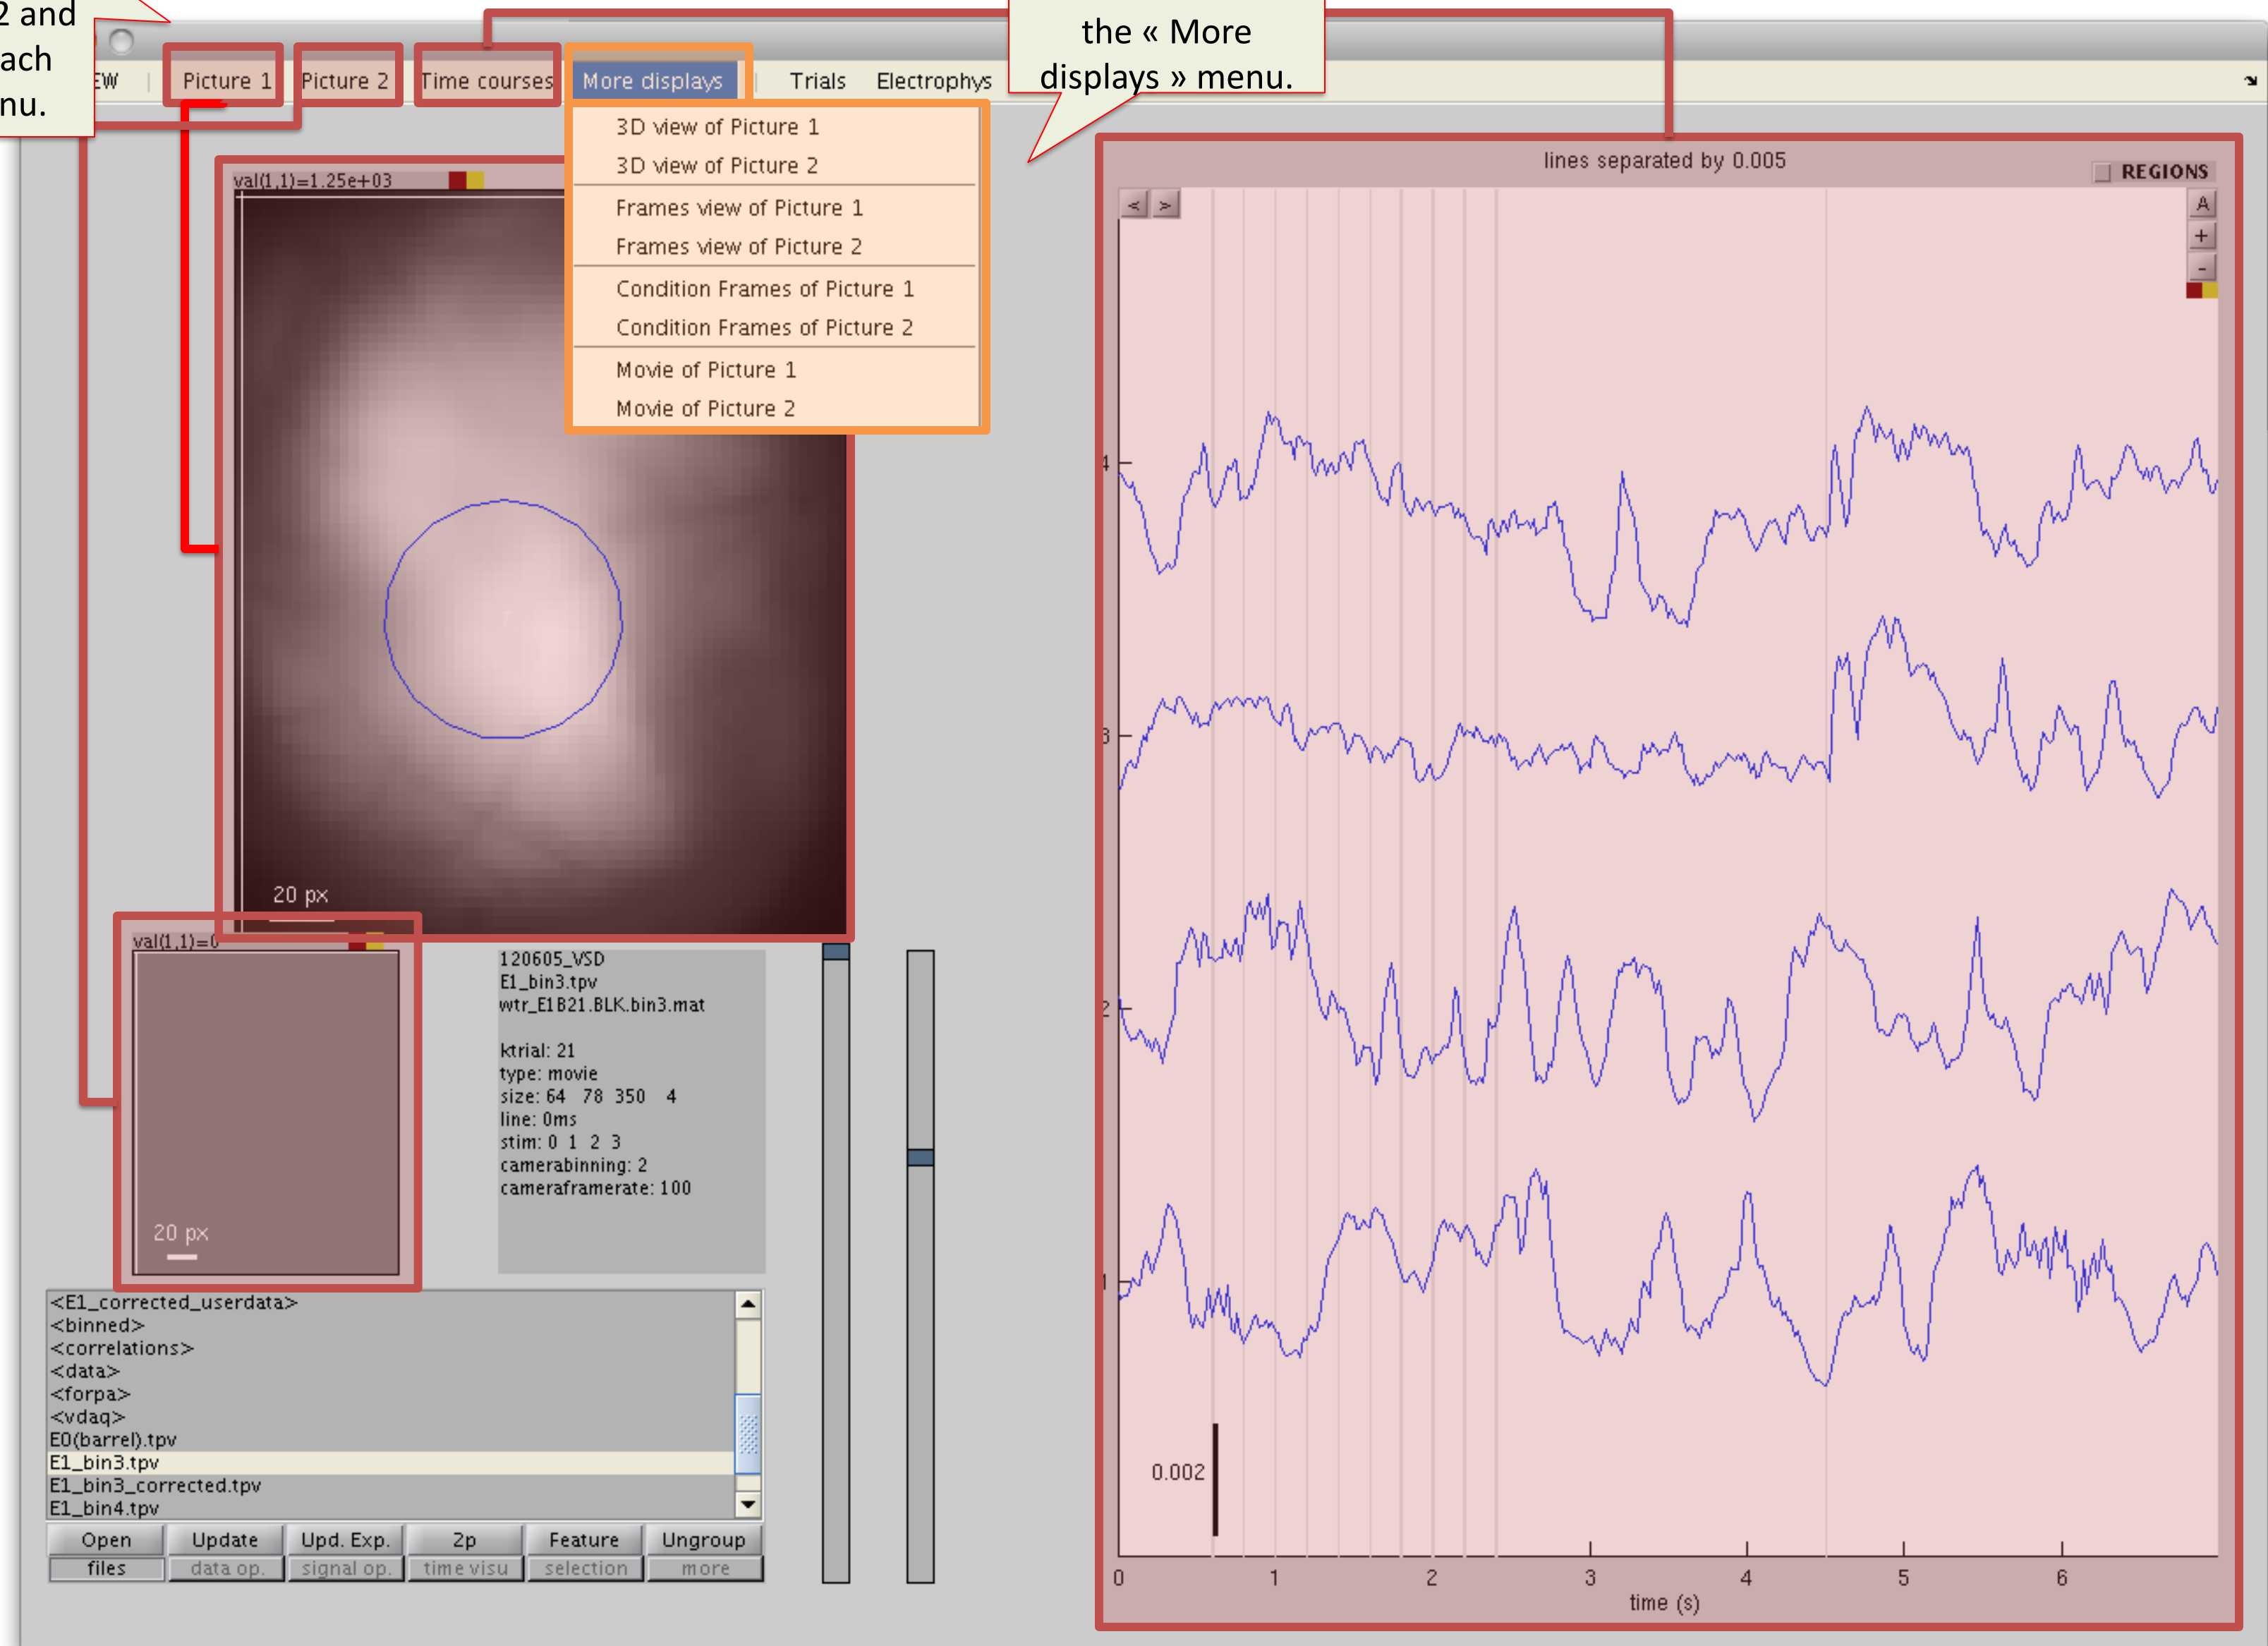 2 and
ach
nu.
the « More
displays » menu.
EW | Picture 1 Picture 2 Time courses More displays | Trials Electrophys
3D view of Picture 1
3D view of Picture 2
Frames view of Picture 1
Frames view of Picture 2
Condition Frames of Picture 1
Condition Frames of Picture 2
Movie of Picture 1
Movie of Picture 2
val(1,1)=1.25e+03
20 px
val(1,1)=0
20 px
120605_VSD
E1_bin3.tpv
wtr_E1B21.BLK.bin3.mat
ktrial: 21
type: movie
size: 64 78 350 4
line: 0ms
stim: 0 1 2 3
camerabinning: 2
cameraframerate: 100
<E1_corrected_userdata>
<binned>
<correlations>
<data>
<forpa>
<vdaq>
E0(barrel).tpv
E1_bin3.tpv
E1_bin3_corrected.tpv
E1_bin4.tpv
Open Update Upd. Exp. 2p Feature Ungroup
files data op. signal op. time visu selection more
lines separated by 0.005
REGIONS
< >
A
+
-
4
3
2
1
0.002
0 1 2 3 4 5 6
time (s)